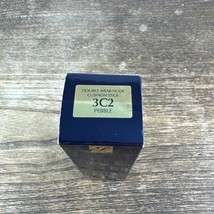 DOUBLE WEAR NUDE
CUSHION STICK
3C2
PEBBLE